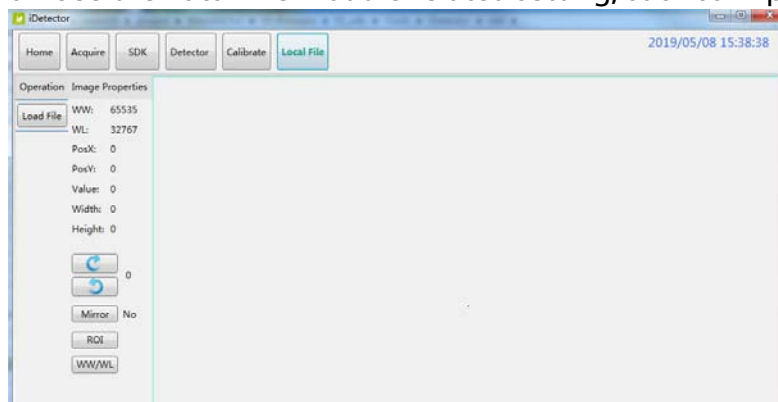 iDetector
Home Acquire SDK Detector Calibrate Local File
2019/05/08 15:38:38
Operation Image Properties
Load File
WW: 65535
WL: 32767
PosX: 0
PosY: 0
Value: 0
Width: 0
Height: 0
0
Mirror No
ROI
WW/WL